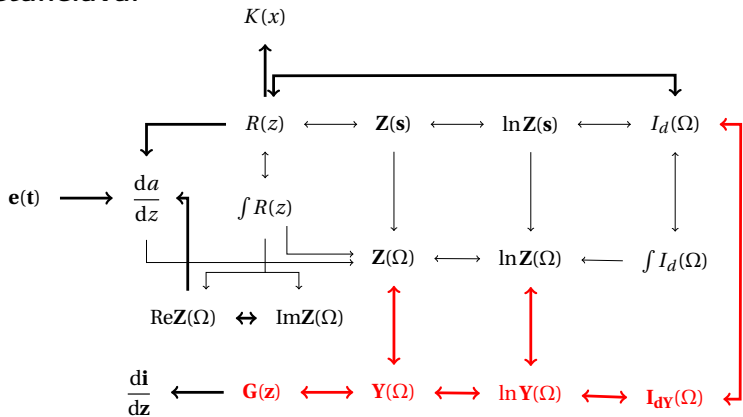 K(x)
R(z) Z(s) ln Z(s) I_d(Ω)
e(t) da/dz ∫ R(z)
Z(Ω) ln Z(Ω) ∫ I_d(Ω)
ReZ(Ω) ImZ(Ω)
di/dz G(z) Y(Ω) ln Y(Ω) I_dY(Ω)